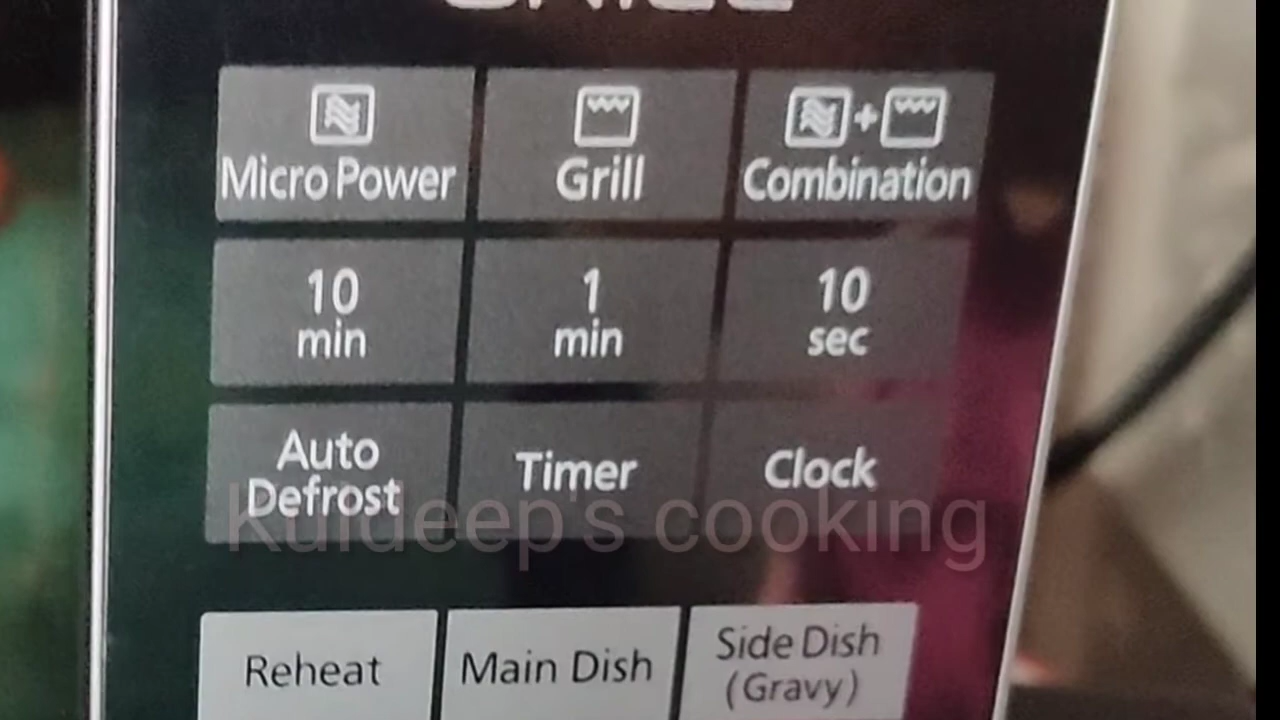 Micro Power
Grill
Combination
10
min
1
min
10
sec
Auto
Defrost
Timer
Clock
Kuldeep's cooking
Reheat
Main Dish
Side Dish
(Gravy)